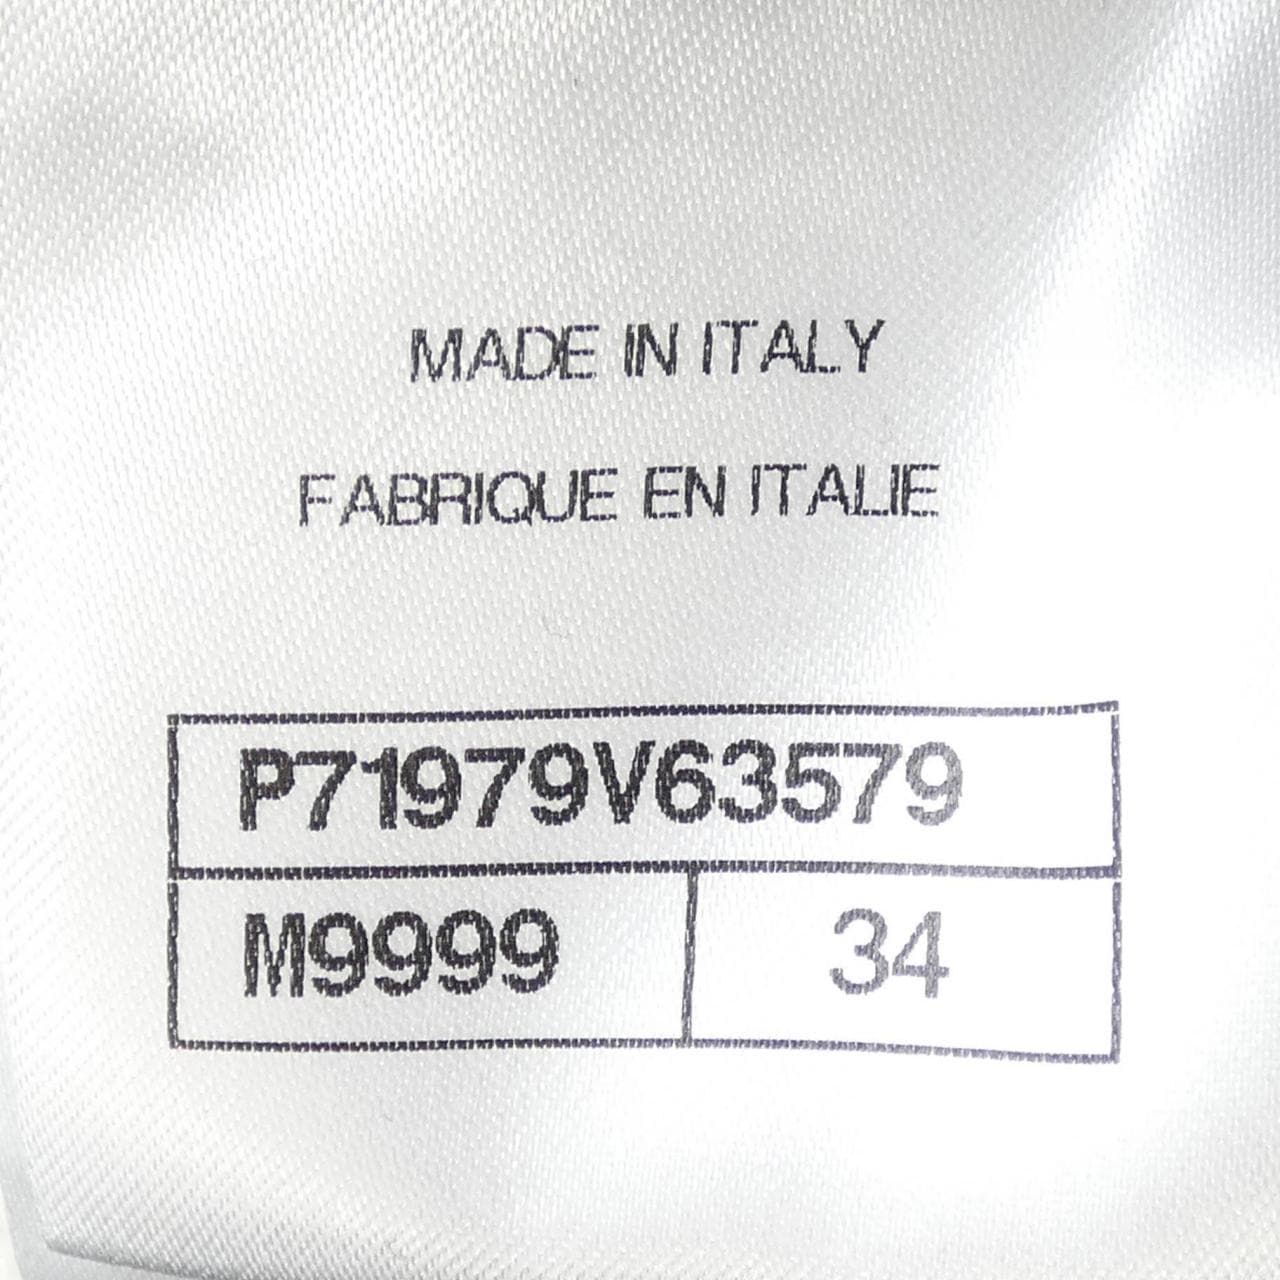 MADE IN ITALY
FABRIQUE EN ITALIE
P71979V63579
M9999 34